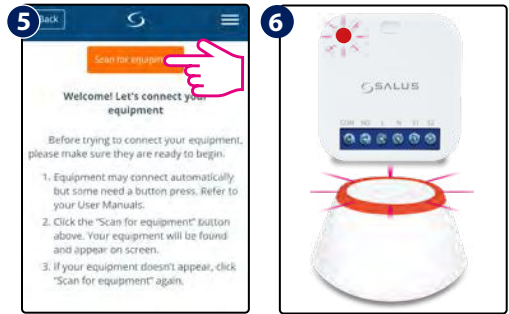 5
Back
Scan for equipment
Welcome! Let's connect your
equipment
Before trying to connect your equipment,
please make sure they are ready to begin.
1. Equipment may connect automatically
but some need a button press. Refer to
your User Manuals.
2. Click the "Scan for equipment" button
above. Your equipment will be found
and appear on screen.
3. If your equipment doesn't appear, click
"Scan for equipment" again.
6
SALUS
COM NO L N S1 S2